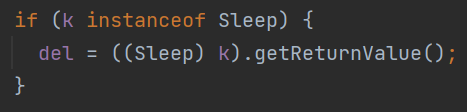 if (k instanceof Sleep) {
  del = ((Sleep) k).getReturnValue();
}